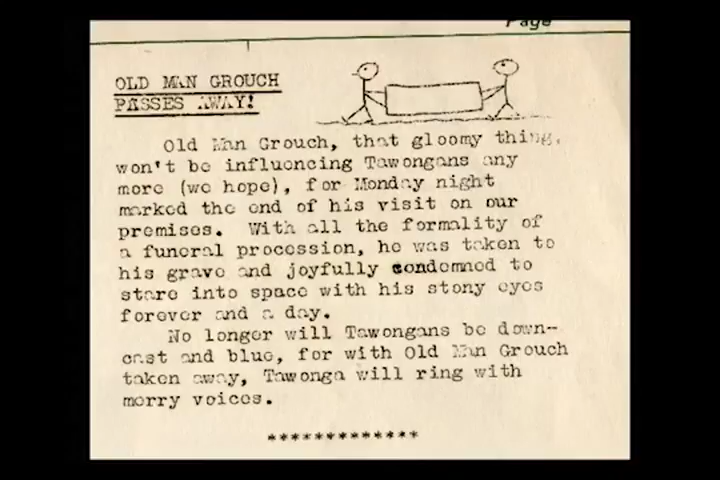 Page
OLD MAN GROUCH
PASSES AWAY!
Old Man Grouch, that gloomy thing,
won't be influencing Tawongans any
more (we hope), for Monday night
marked the end of his visit on our
premises. With all the formality of
a funeral procession, he was taken to
his grave and joyfully condemned to
stare into space with his stony eyes
forever and a day.
No longer will Tawongans be down-
cast and blue, for with Old Man Grouch
taken away, Tawonga will ring with
merry voices.
*************